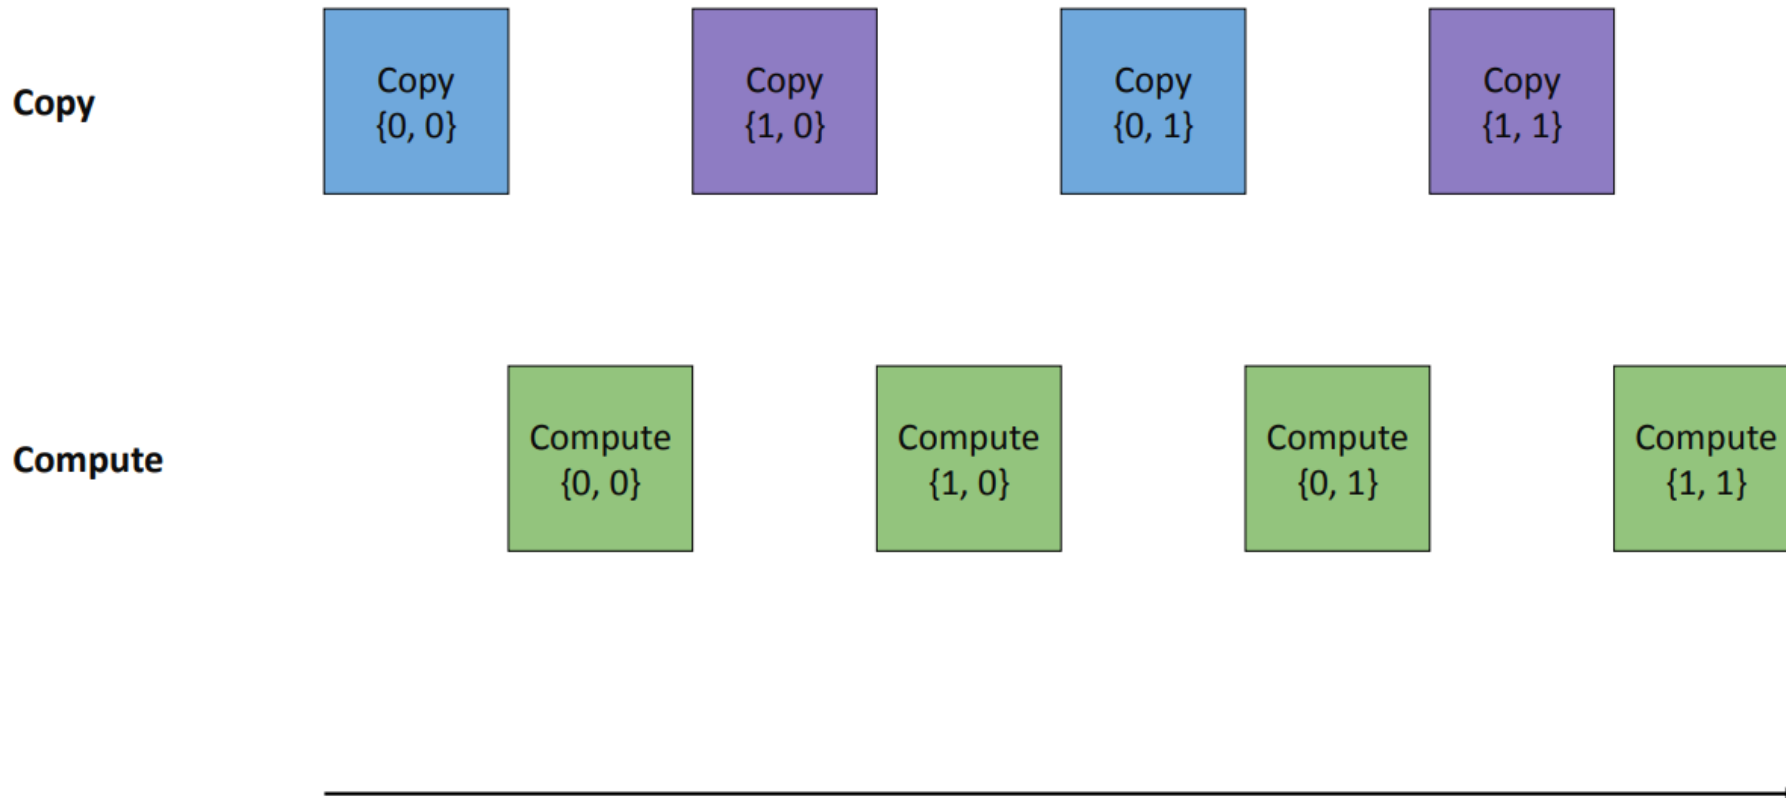 Copy
Copy
{0, 0}
Copy
{1, 0}
Copy
{0, 1}
Copy
{1, 1}
Compute
Compute
{0, 0}
Compute
{1, 0}
Compute
{0, 1}
Compute
{1, 1}